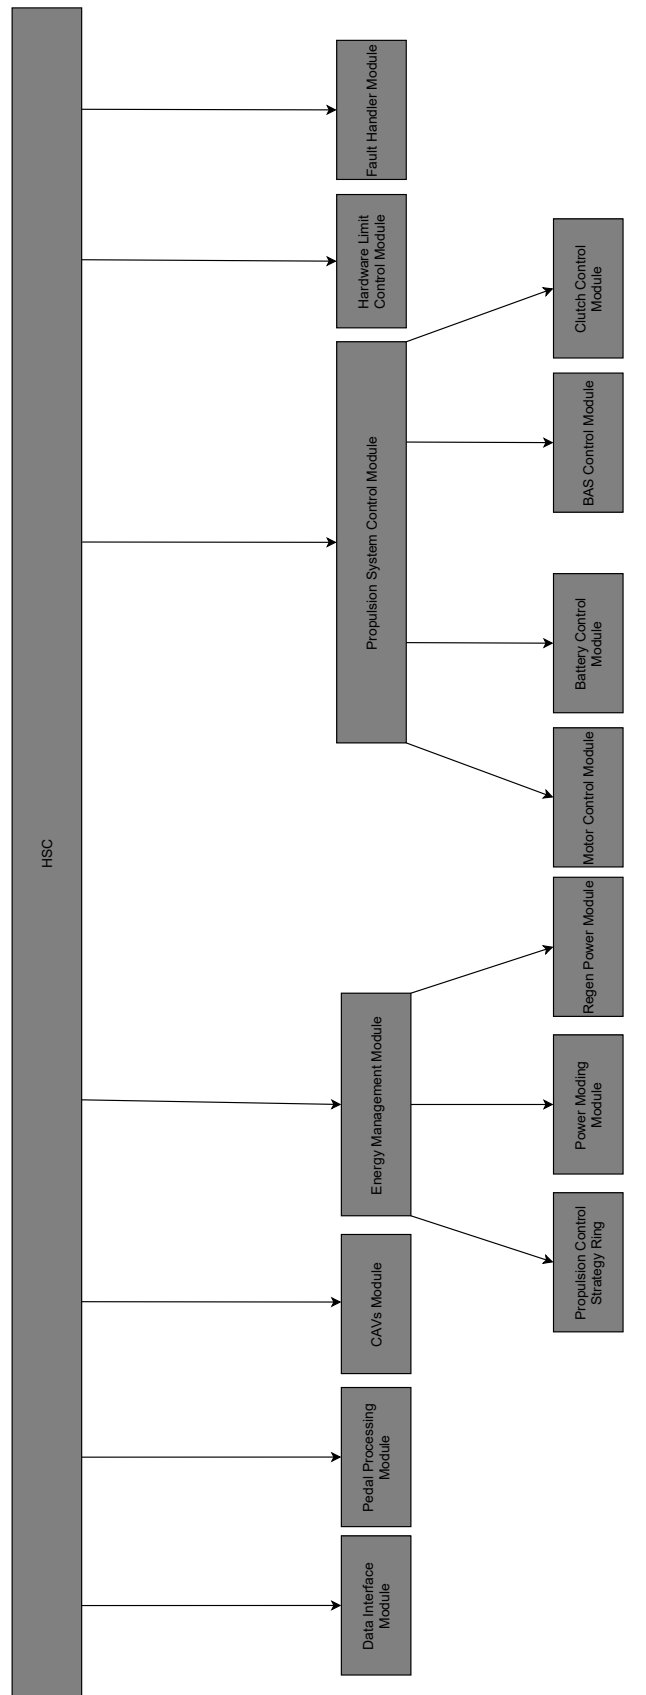 HSC
Data Interface
Module
Pedal Processing
Module
CAVs Module
Energy Management Module
Propulsion System Control Module
Hardware Limit
Control Module
Fault Handler Module
Propulsion Control
Strategy Ring
Power Moding
Module
Regen Power Module
Motor Control Module
Battery Control
Module
BAS Control Module
Clutch Control
Module